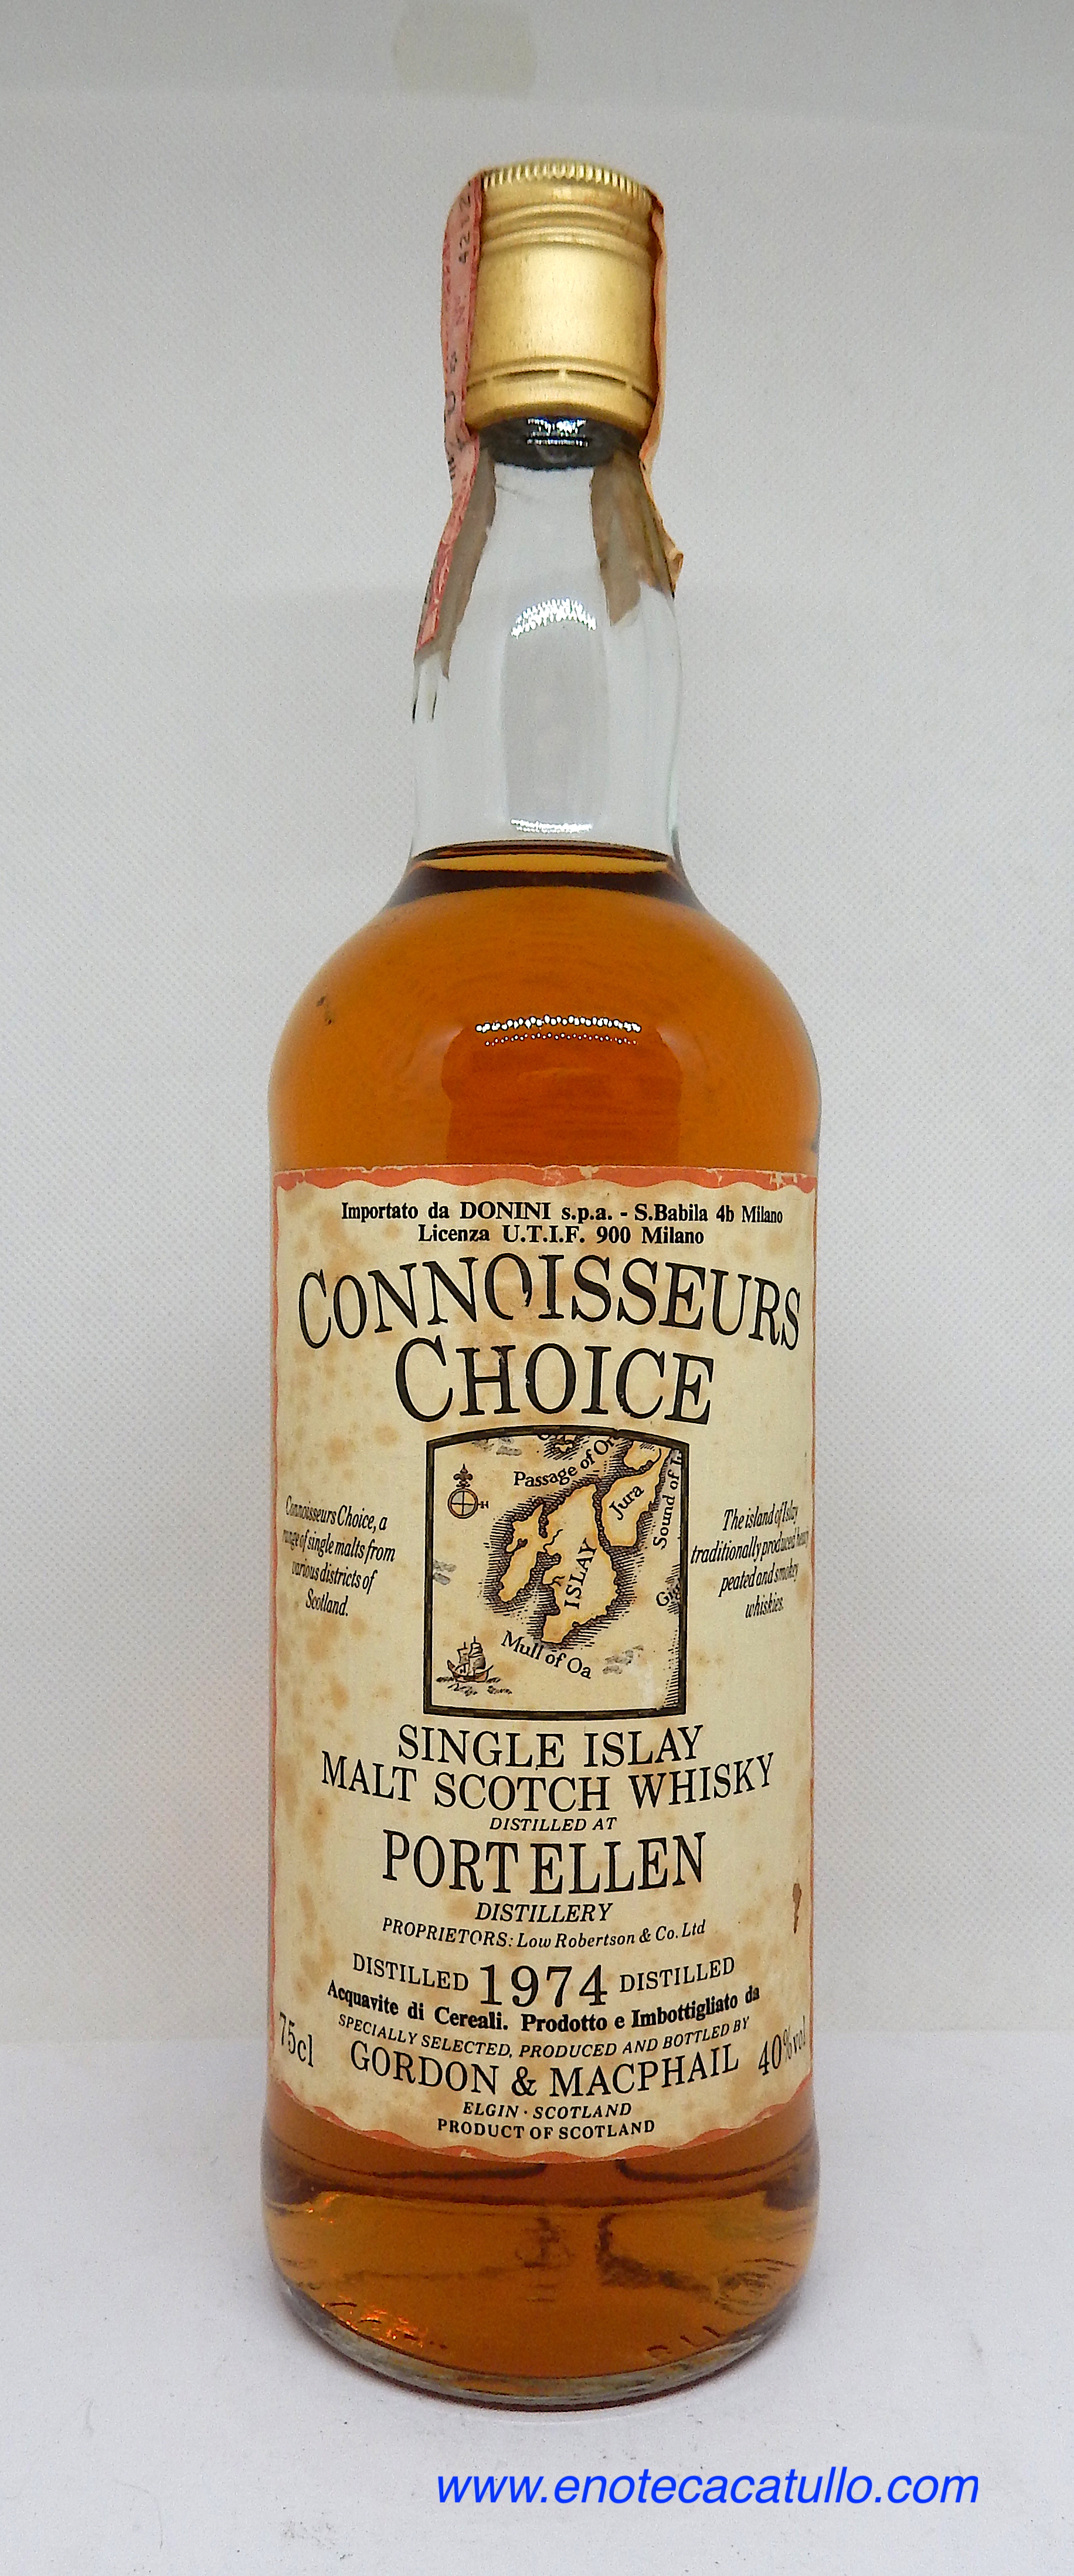 Importato da DONINI s.p.a. - S.Babila 4b Milano
Licenza U.T.I.F. 900 Milano
CONNOISSEURS
CHOICE
Passage of Or
Jura
Sound of
ISLAY
Mull of Oa
Connoisseurs Choice, a
range of single malts from
various districts of
Scotland.
The island of Islay
traditionally produced heavy
peated and smokey
whiskies.
SINGLE ISLAY
MALT SCOTCH WHISKY
DISTILLED AT
PORT ELLEN
DISTILLERY
PROPRIETORS: Low Robertson & Co. Ltd
DISTILLED 1974 DISTILLED
Acquavite di Cereali. Prodotto e Imbottigliato da
SPECIALLY SELECTED, PRODUCED AND BOTTLED BY
75cl GORDON & MACPHAIL 40%vol
ELGIN · SCOTLAND
PRODUCT OF SCOTLAND
www.enotecacatullo.com